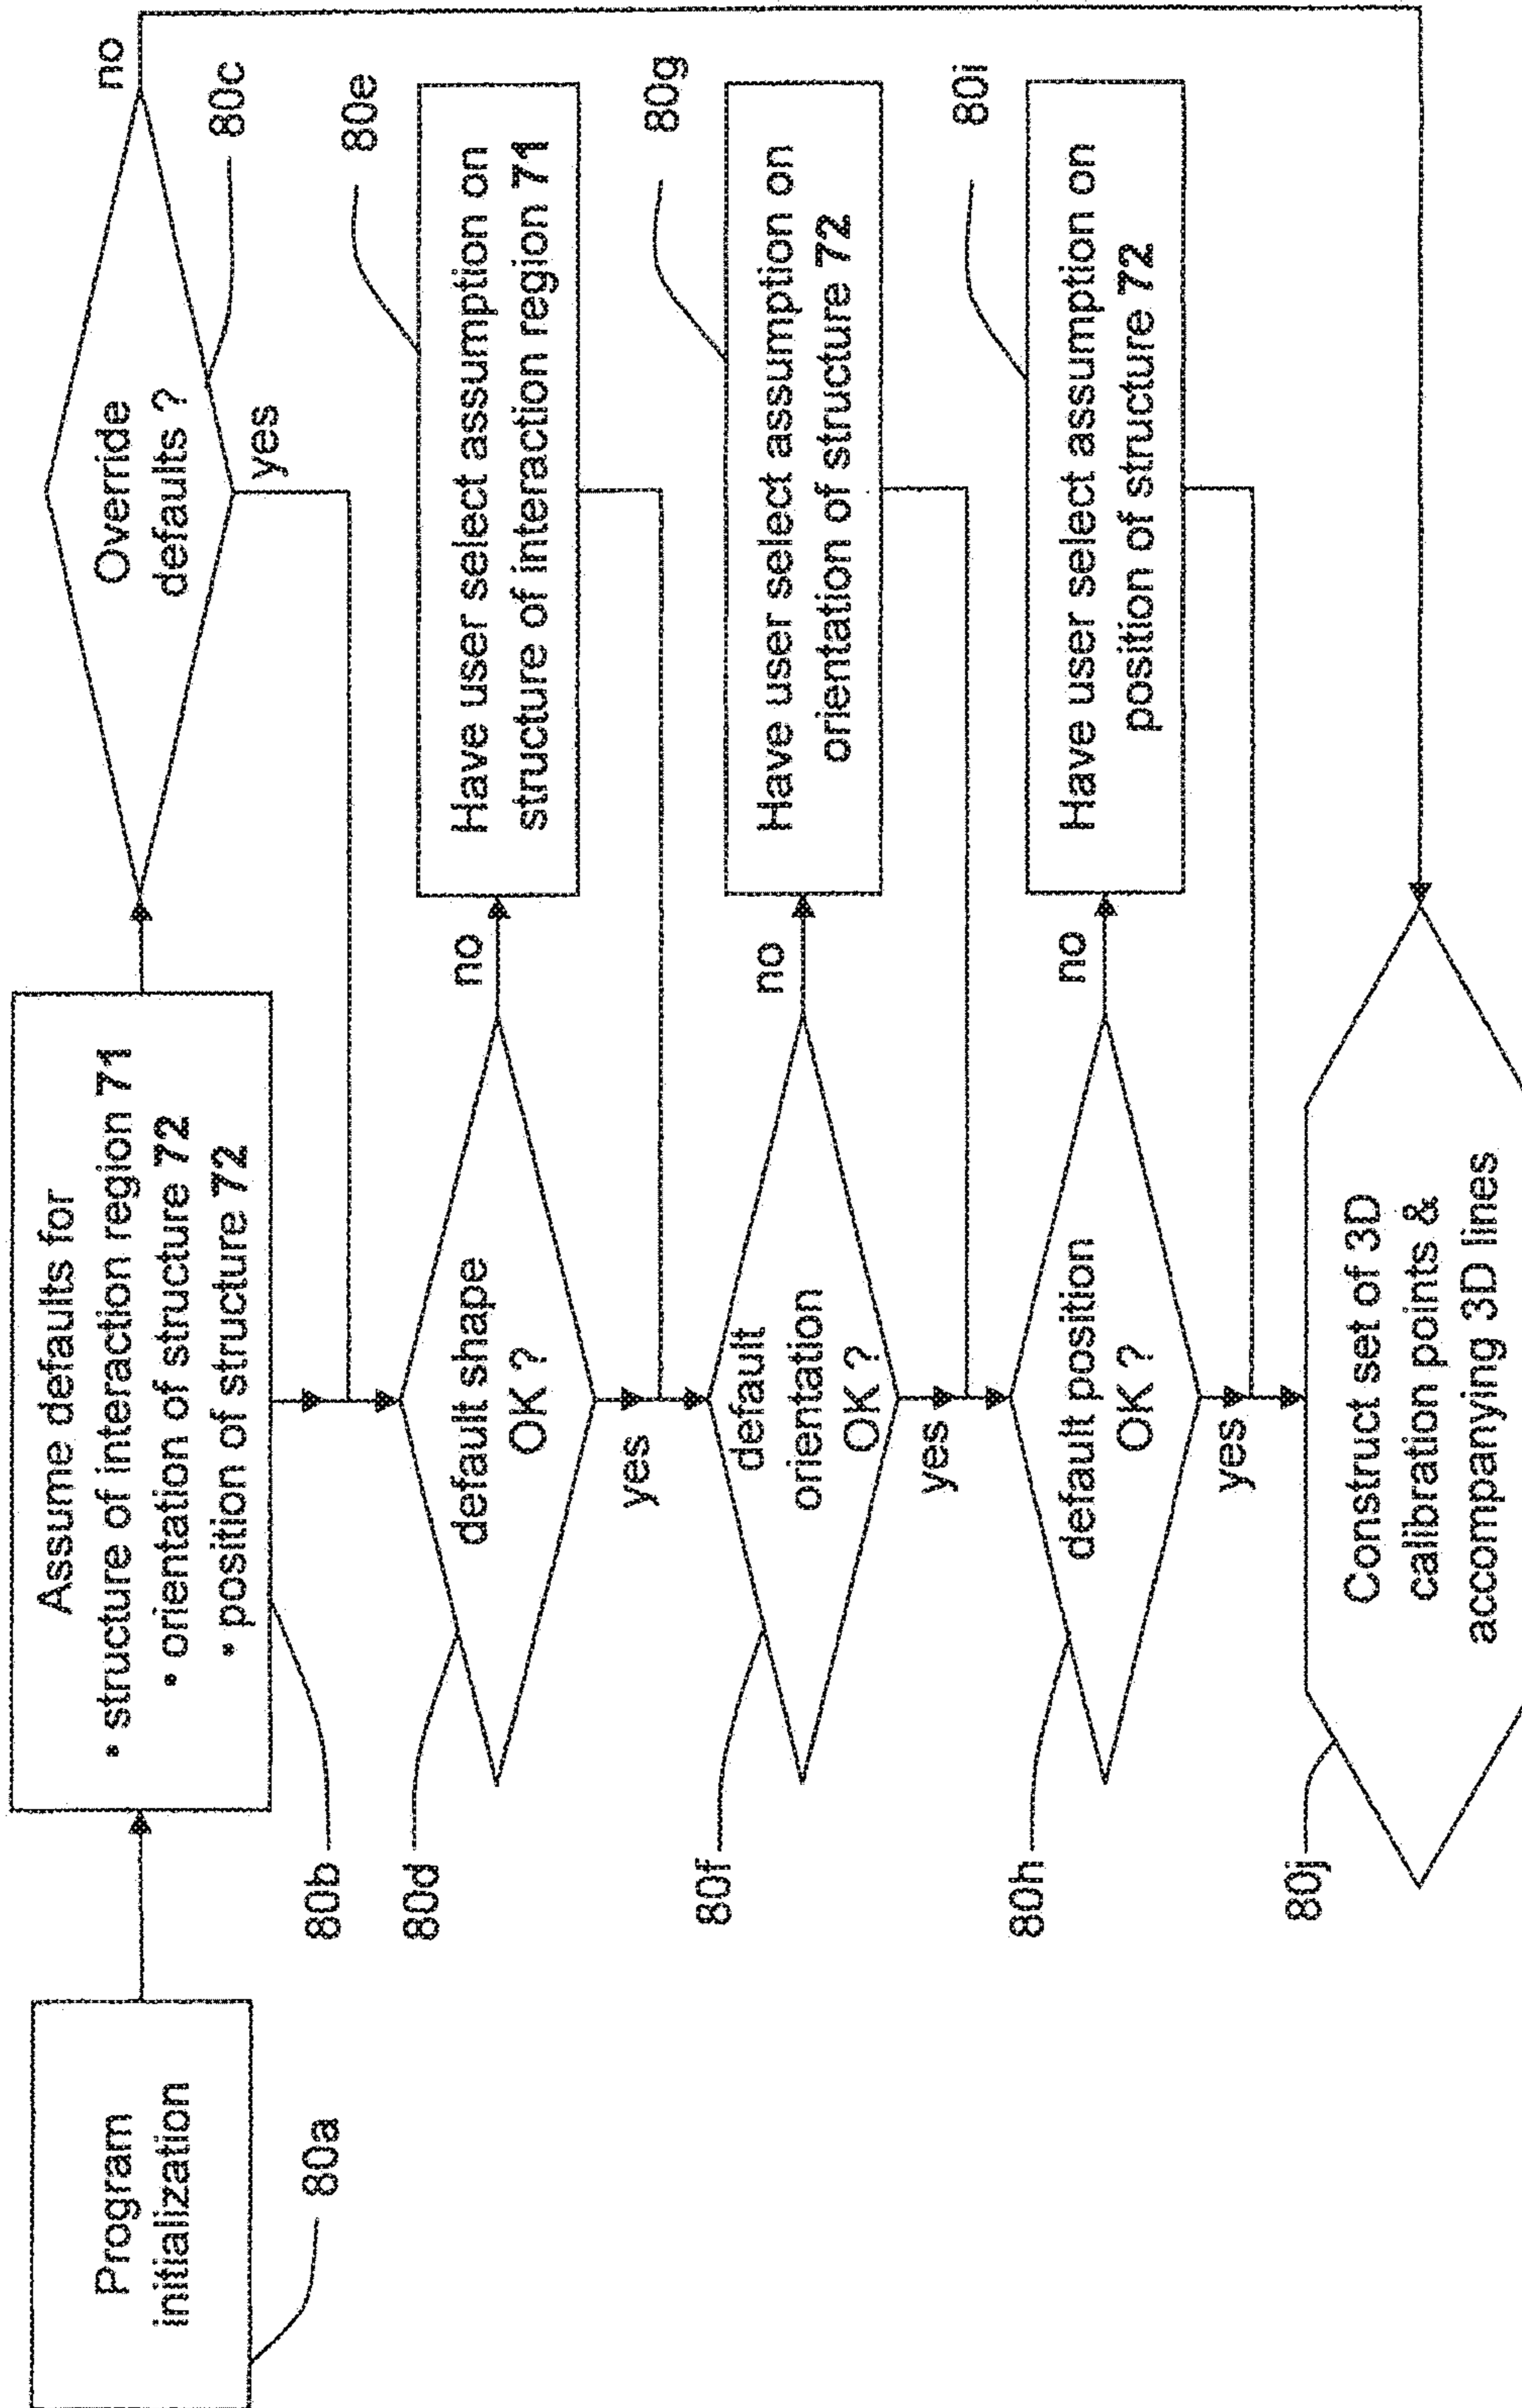 Program
initialization
80a
Assume defaults for
• structure of interaction region 71
• orientation of structure 72
• position of structure 72
80b
Override
defaults ?
no
80c
yes
default shape
OK ?
80d
no
Have user select assumption on
structure of interaction region 71
80e
yes
default
orientation
OK ?
80f
no
Have user select assumption on
orientation of structure 72
80g
yes
default position
OK ?
80h
no
Have user select assumption on
position of structure 72
80i
yes
Construct set of 3D
calibration points &
accompanying 3D lines
80j